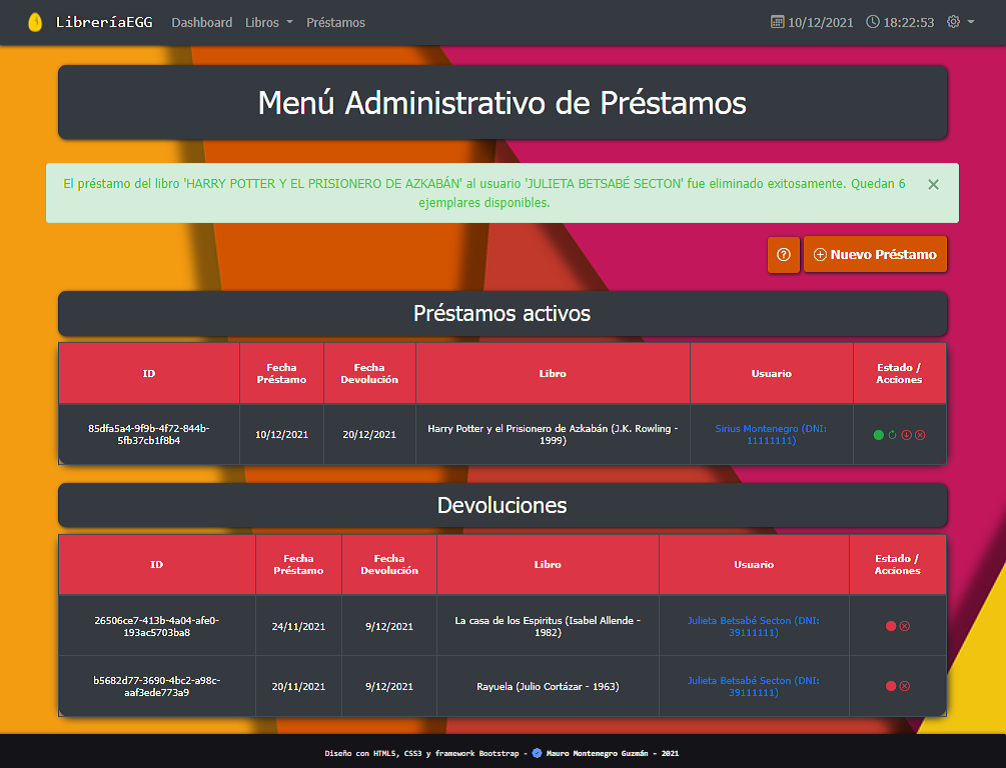 LibreríaEGG Dashboard Libros Préstamos 10/12/2021 18:22:53
Menú Administrativo de Préstamos
El préstamo del libro 'HARRY POTTER Y EL PRISIONERO DE AZKABÁN' al usuario 'JULIETA BETSABÉ SECTON' fue eliminado exitosamente. Quedan 6
ejemplares disponibles.
Nuevo Préstamo
Préstamos activos
ID Fecha Préstamo Fecha Devolución Libro Usuario Estado / Acciones
85dfa5a4-9f9b-4f72-844b-5fb37cb1f8b4 10/12/2021 20/12/2021 Harry Potter y el Prisionero de Azkabán (J.K. Rowling - 1999) Sirius Montenegro (DNI: 11111111)
Devoluciones
ID Fecha Préstamo Fecha Devolución Libro Usuario Estado / Acciones
26506ce7-413b-4a04-afe0-193ac5703ba8 24/11/2021 9/12/2021 La casa de los Espiritus (Isabel Allende - 1982) Julieta Betsabé Secton (DNI: 39111111)
b5682d77-3690-4bc2-a98c-aaf3ede773a9 20/11/2021 9/12/2021 Rayuela (Julio Cortázar - 1963) Julieta Betsabé Secton (DNI: 39111111)
Diseño con HTML5, CSS3 y framework Bootstrap - Mauro Montenegro Guzmán - 2021